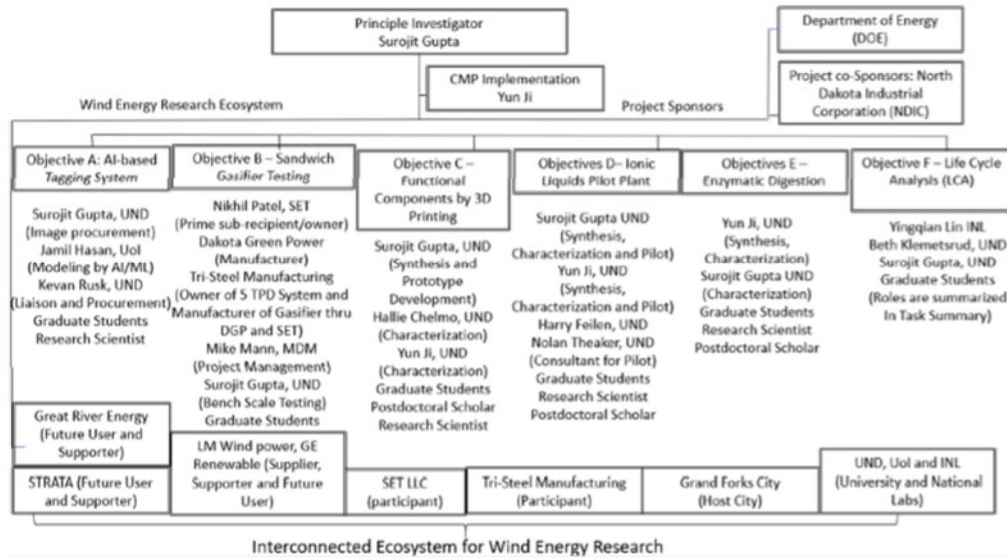 Principle Investigator
Surojit Gupta
Department of Energy
(DOE)
CMP Implementation
Yun Ji
Project co-Sponsors: North
Dakota Industrial
Corporation (NDIC)
Wind Energy Research Ecosystem
Project Sponsors
Objective A: AI-based
Tagging System
Surojit Gupta, UND
(Image procurement)
Jamil Hasan, UoI
(Modeling by AI/ML)
Kevan Rusk, UND
(Liaison and Procurement)
Graduate Students
Research Scientist
Objective B – Sandwich
Gasifier Testing
Nikhil Patel, SET
(Prime sub-recipient/owner)
Dakota Green Power
(Manufacturer)
Tri-Steel Manufacturing
(Owner of 5 TPD System and
Manufacturer of Gasifier thru
DGP and SET)
Mike Mann, MDM
(Project Management)
Surojit Gupta, UND
(Bench Scale Testing)
Graduate Students
Objective C –
Functional
Components by 3D
Printing
Surojit Gupta, UND
(Synthesis and
Prototype
Development)
Hallie Chelmo, UND
(Characterization)
Yun Ji, UND
(Characterization)
Graduate Students
Postdoctoral Scholar
Research Scientist
Objectives D– Ionic
Liquids Pilot Plant
Surojit Gupta UND
(Synthesis,
Characterization and Pilot)
Yun Ji, UND
(Synthesis,
Characterization and Pilot)
Harry Feilen, UND
Nolan Theaker, UND
(Consultant for Pilot)
Graduate Students
Research Scientist
Postdoctoral Scholar
Objectives E –
Enzymatic Digestion
Yun Ji, UND
(Synthesis,
Characterization)
Surojit Gupta UND
(Characterization)
Graduate Students
Research Scientist
Postdoctoral Scholar
Objective F – Life Cycle
Analysis (LCA)
Yingqian Lin INL
Beth Klemetsrud, UND
Surojit Gupta, UND
Graduate Students
(Roles are summarized
In Task Summary)
Great River Energy
(Future User and
Supporter)
STRATA (Future User
and Supporter)
LM Wind power, GE
Renewable (Supplier,
Supporter and Future
User)
SET LLC
(participant)
Tri-Steel Manufacturing
(Participant)
Grand Forks City
(Host City)
UND, UoI and INL
(University and National
Labs)
Interconnected Ecosystem for Wind Energy Research